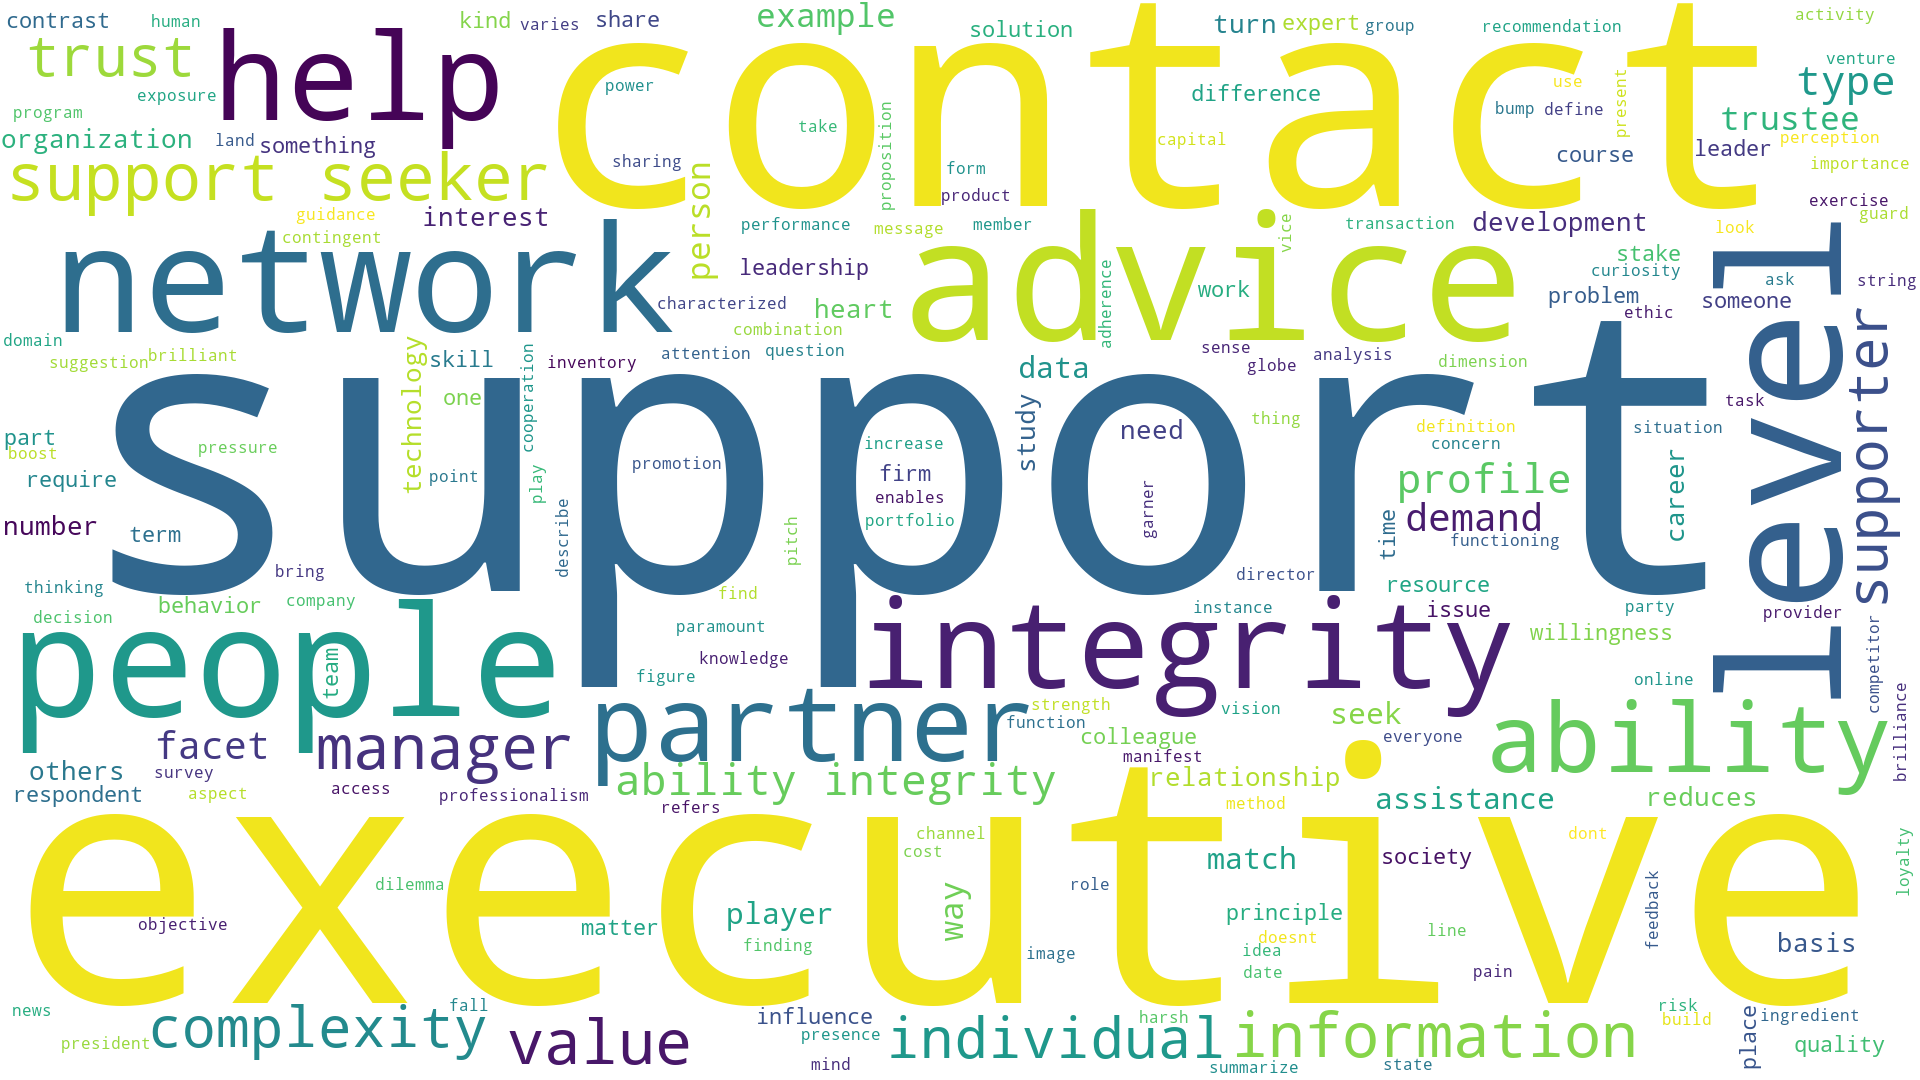 contrast
human
kind
varies
share
example
solution
turn
expert
group
recommendation
activity
trust
help
contact
venture
type
program
exposure
power
difference
use
present
bump
define
trustee
organization
land
something
take
proposition
capital
perception
sharing
course
leader
importance
support seeker
person
form
product
exercise
guidance
interest
performance
message
member
vice
transaction
development
look
guard
contingent
network
leadership
advice
stake
curiosity
ask
string
level
characterized
heart
adherence
work
problem
someone
ethic
domain
combination
suggestion
brilliant
technology
skill
cooperation
inventory
attention
question
data
sense
globe
analysis
dimension
supporter
support
one
study
thing
task
part
boost
pressure
increase
need
definition
concern
situation
require
point
play
promotion
firm
enables
portfolio
garner
profile
career
number
term
describe
pitch
demand
time
functioning
thinking
bring
director
resource
decision
behavior
company
find
instance
issue
party
provider
people
team
paramount
integrity
willingness
competitor
knowledge
figure
online
partner
strength
function
vision
seek
ability
brilliance
facet
manager
colleague
everyone
others
survey
manifest
respondent
aspect
access
professionalism
ability integrity
refers
relationship
method
assistance
reduces
executive
channel
cost
dont
loyalty
match
society
dilemma
way
role
objective
matter
player
finding
principle
doesnt
idea
date
line
feedback
basis
image
pain
news
fall
president
complexity
value
influence
presence
mind
individual
harsh
summarize
information
state
risk
build
place
ingredient
quality